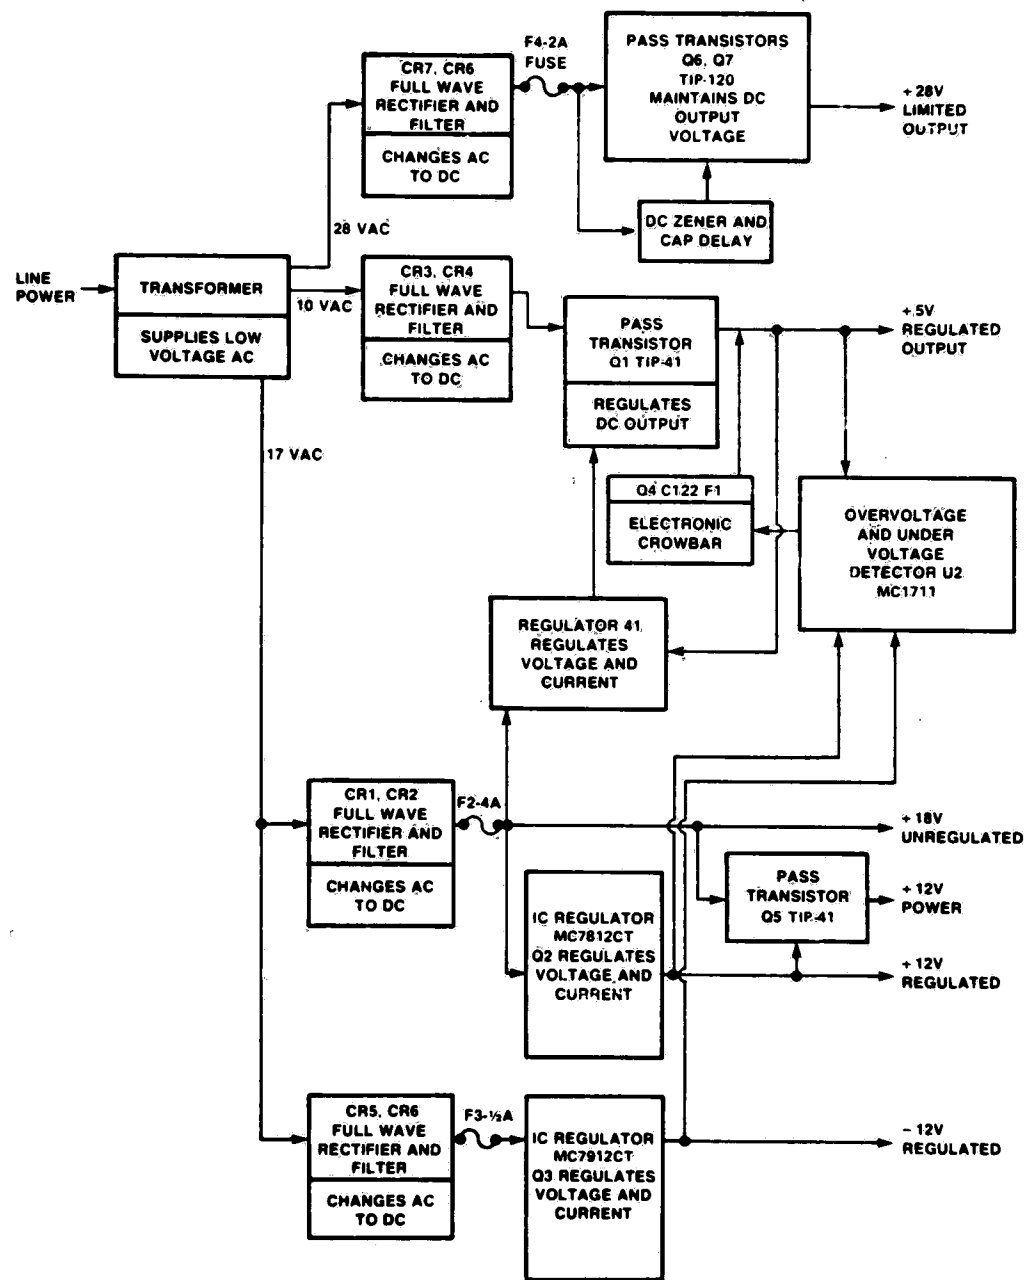 F4-2A
FUSE
CR7, CR6
FULL WAVE
RECTIFIER AND
FILTER
CHANGES AC
TO DC
PASS TRANSISTORS
Q6, Q7
TIP-120
MAINTAINS DC
OUTPUT
VOLTAGE
+ 28V
LIMITED
OUTPUT
DC ZENER AND
CAP DELAY
28 VAC
LINE
POWER
TRANSFORMER
SUPPLIES LOW
VOLTAGE AC
10 VAC
CR3, CR4
FULL WAVE
RECTIFIER AND
FILTER
CHANGES AC
TO DC
PASS
TRANSISTOR
Q1 TIP-41
REGULATES
DC OUTPUT
+ 5V
REGULATED
OUTPUT
17 VAC
Q4 C122 F1
ELECTRONIC
CROWBAR
OVERVOLTAGE
AND UNDER
VOLTAGE
DETECTOR U2
MC1711
REGULATOR 41
REGULATES
VOLTAGE AND
CURRENT
CR1, CR2
FULL WAVE
RECTIFIER AND
FILTER
CHANGES AC
TO DC
F2-4A
+ 18V
UNREGULATED
PASS
TRANSISTOR
Q5 TIP-41
+ 12V
POWER
IC REGULATOR
MC7812CT
Q2 REGULATES
VOLTAGE AND
CURRENT
+ 12V
REGULATED
CR5, CR6
FULL WAVE
RECTIFIER AND
FILTER
CHANGES AC
TO DC
F3-½A
IC REGULATOR
MC7912CT
Q3 REGULATES
VOLTAGE AND
CURRENT
− 12V
REGULATED